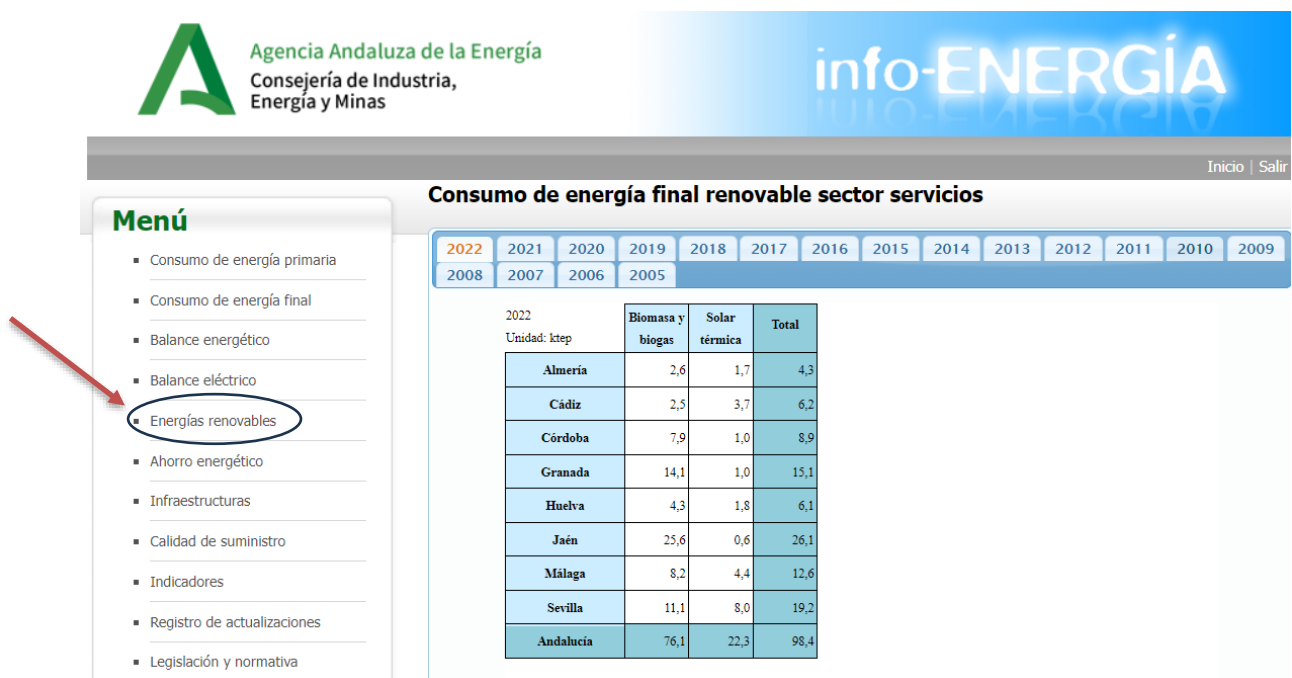 Agencia Andaluza de la Energía
Consejería de Industria,
Energía y Minas
info-ENERGÍA
Inicio | Salir
Menú
Consumo de energía primaria
Consumo de energía final
Balance energético
Balance eléctrico
Energías renovables
Ahorro energético
Infraestructuras
Calidad de suministro
Indicadores
Registro de actualizaciones
Legislación y normativa
Consumo de energía final renovable sector servicios
2022 2021 2020 2019 2018 2017 2016 2015 2014 2013 2012 2011 2010 2009
2008 2007 2006 2005
2022
Unidad: ktep
Biomasa y
biogas
Solar
térmica
Total
Almería 2,6 1,7 4,3
Cádiz 2,5 3,7 6,2
Córdoba 7,9 1,0 8,9
Granada 14,1 1,0 15,1
Huelva 4,3 1,8 6,1
Jaén 25,6 0,6 26,1
Málaga 8,2 4,4 12,6
Sevilla 11,1 8,0 19,2
Andalucía 76,1 22,3 98,4